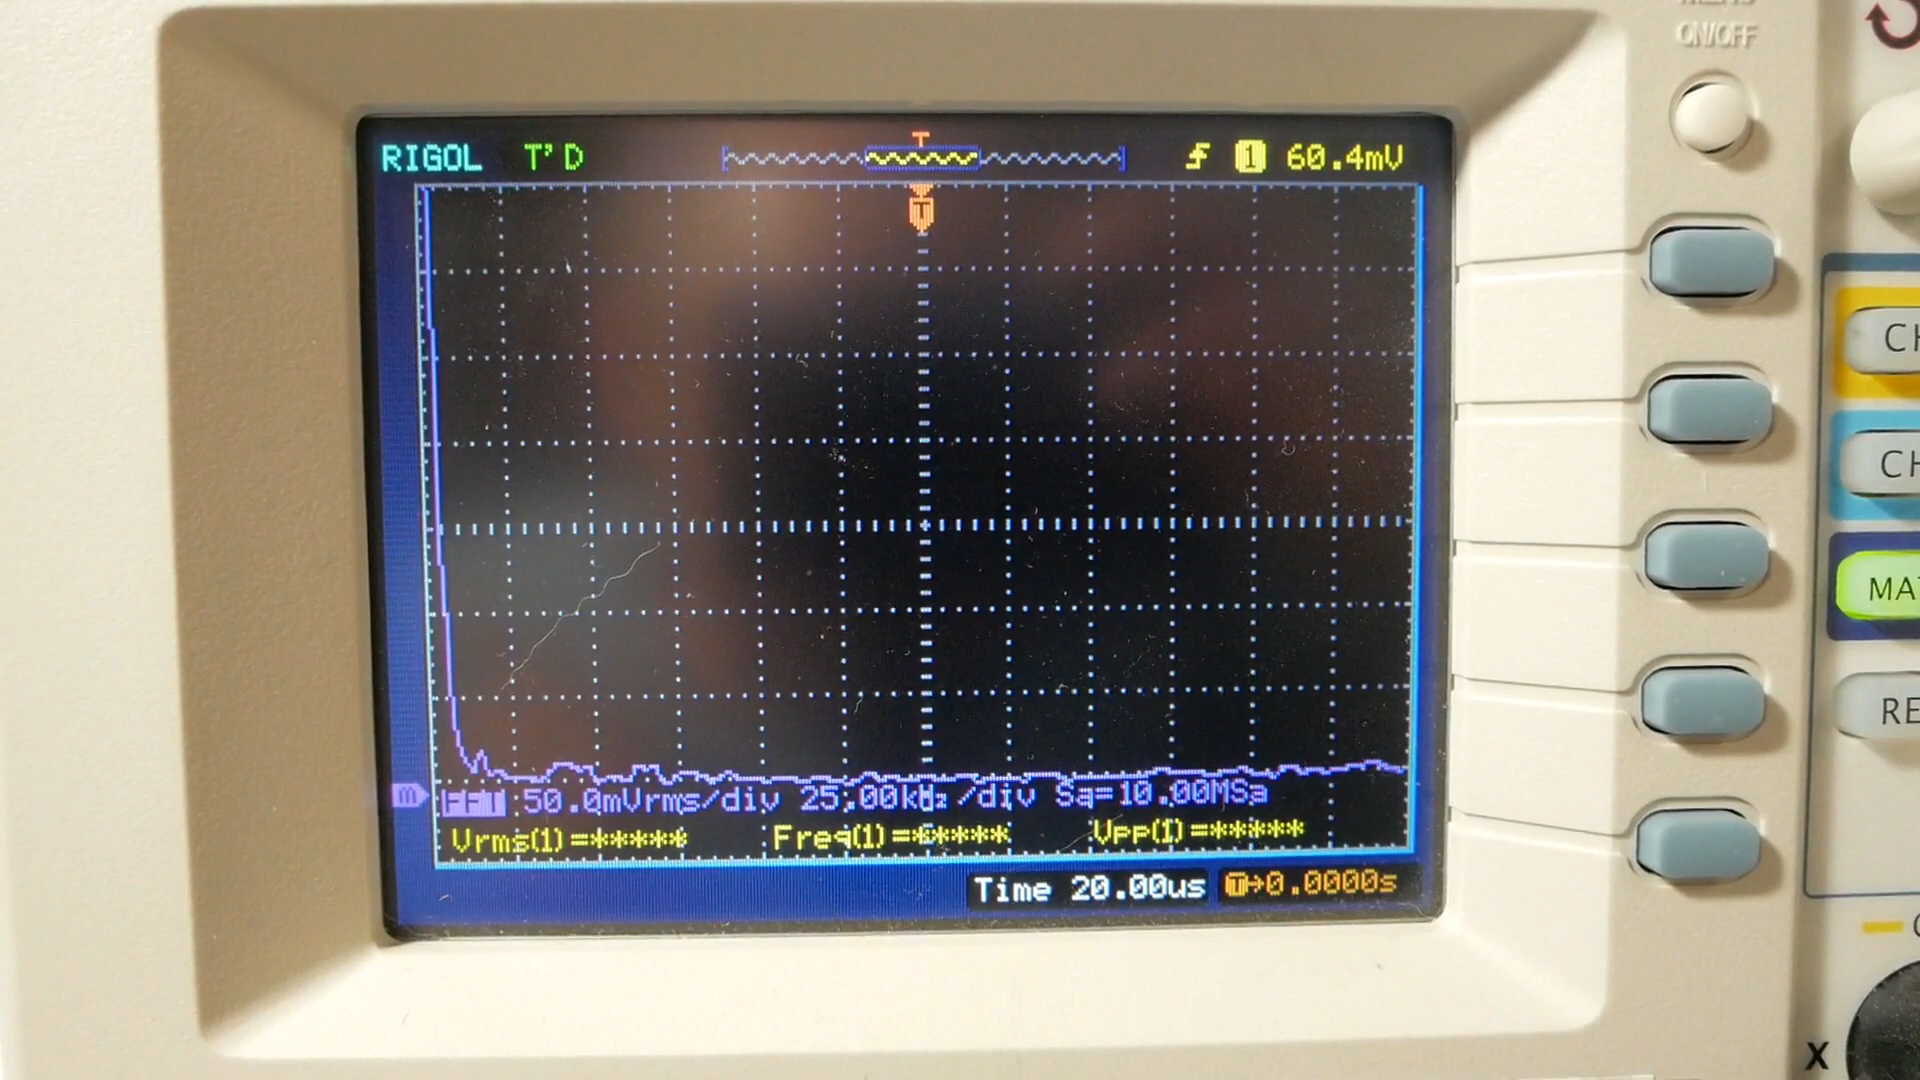 ON/OFF
RIGOL T'D T 1 60.4mV
T
CH
CH
MA
RE
m FFT 50.0mVrms/div 25.00kHz/div Sa=10.00MSa
Vrms(1)=***** Freq(1)=***** Vpp(1)=*****
Time 20.00us T→0.0000s
X